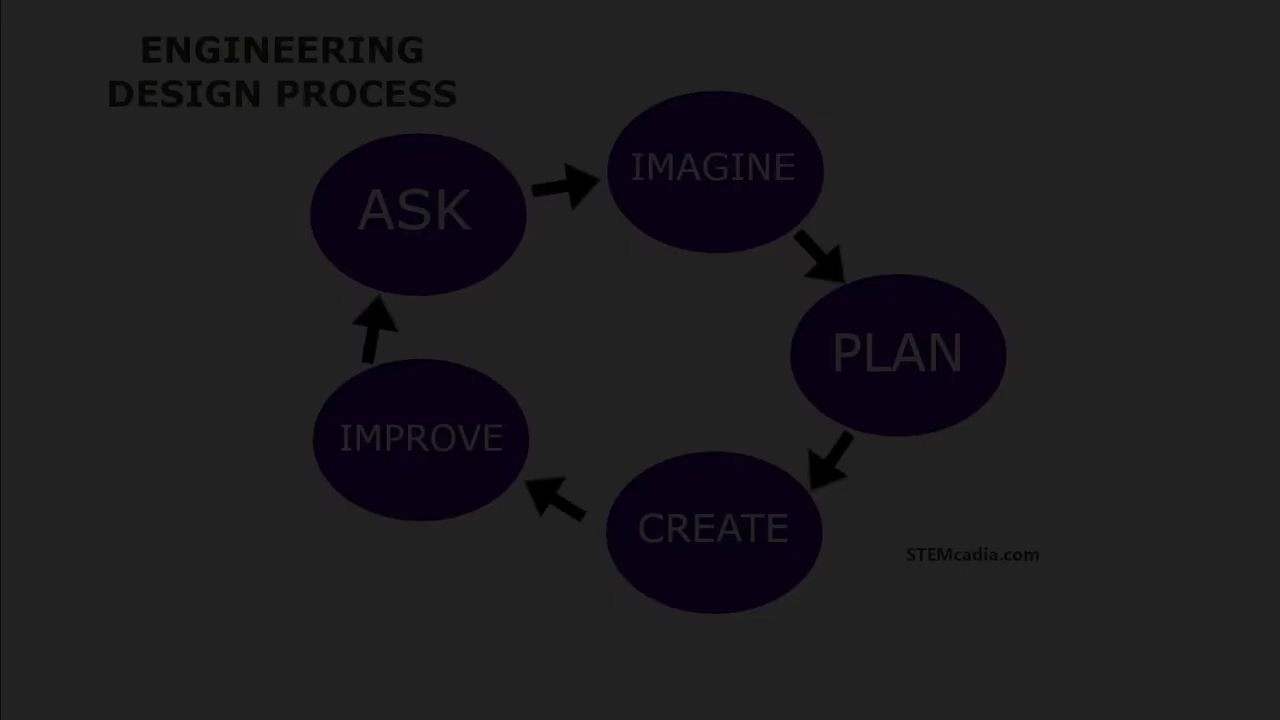 ENGINEERING
DESIGN PROCESS
ASK
IMAGINE
PLAN
CREATE
IMPROVE
STEMcadia.com